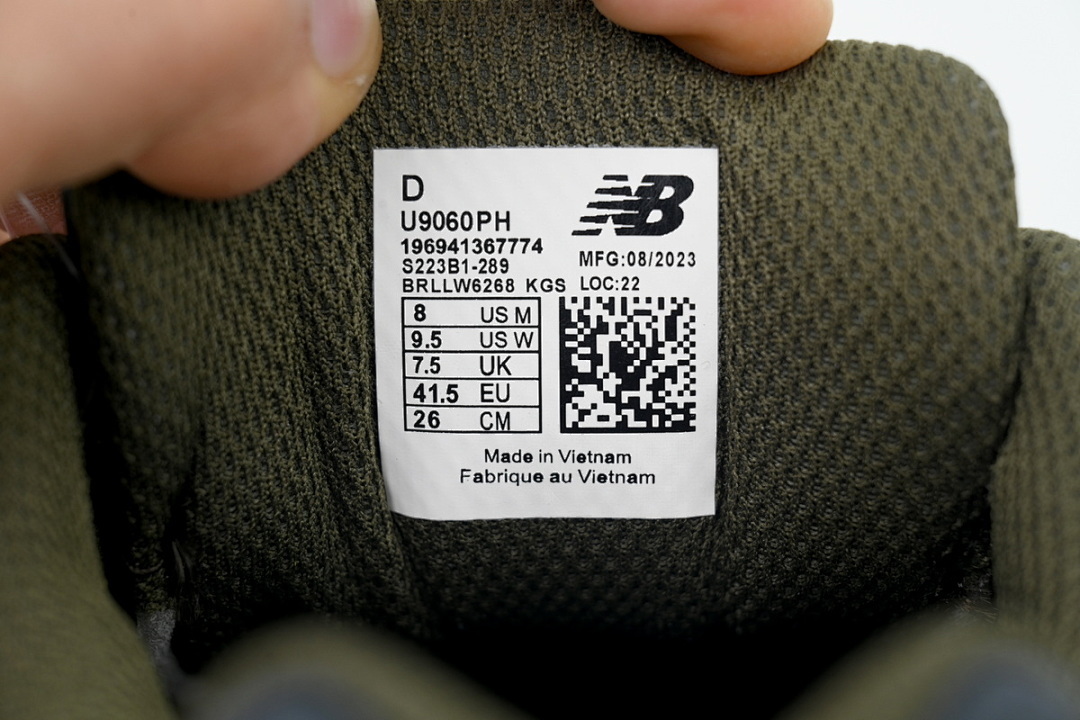 D
NB
U9060PH
196941367774
S223B1-289
MFG:08/2023
BRLLW6268 KGS LOC:22
8 US M
9.5 US W
7.5 UK
41.5 EU
26 CM
Made in Vietnam
Fabrique au Vietnam